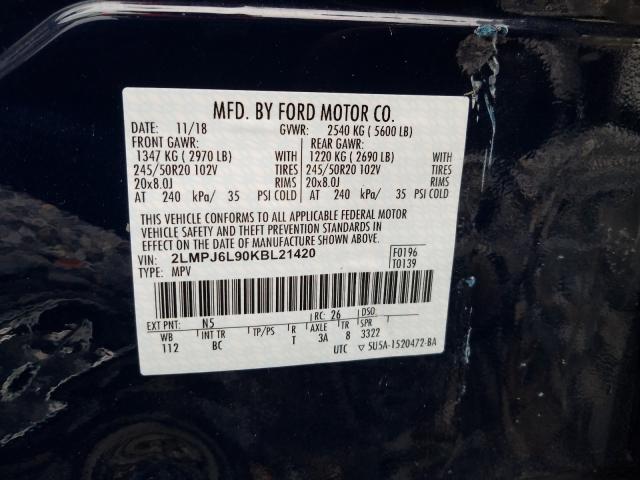 MFD. BY FORD MOTOR CO.
DATE: 11/18 GVWR: 2540 KG ( 5600 LB)
FRONT GAWR: REAR GAWR:
1347 KG ( 2970 LB) WITH 1220 KG ( 2690 LB) WITH
245/50R20 102V TIRES 245/50R20 102V TIRES
20x8.0J RIMS 20x8.0J RIMS
AT 240 kPa/ 35 PSI COLD AT 240 kPa/ 35 PSI COLD
THIS VEHICLE CONFORMS TO ALL APPLICABLE FEDERAL MOTOR
VEHICLE SAFETY AND THEFT PREVENTION STANDARDS IN
EFFECT ON THE DATE OF MANUFACTURE SHOWN ABOVE.
VIN: 2LMPJ6L90KBL21420 F0196
TYPE: MPV T0139
EXT PNT: N5 RC: 26 DSO:
WB INT TR TP/PS R AXLE TR SPR
112 BC T 3A 8 3322
UTC ▽ 5U5A-1520472-BA